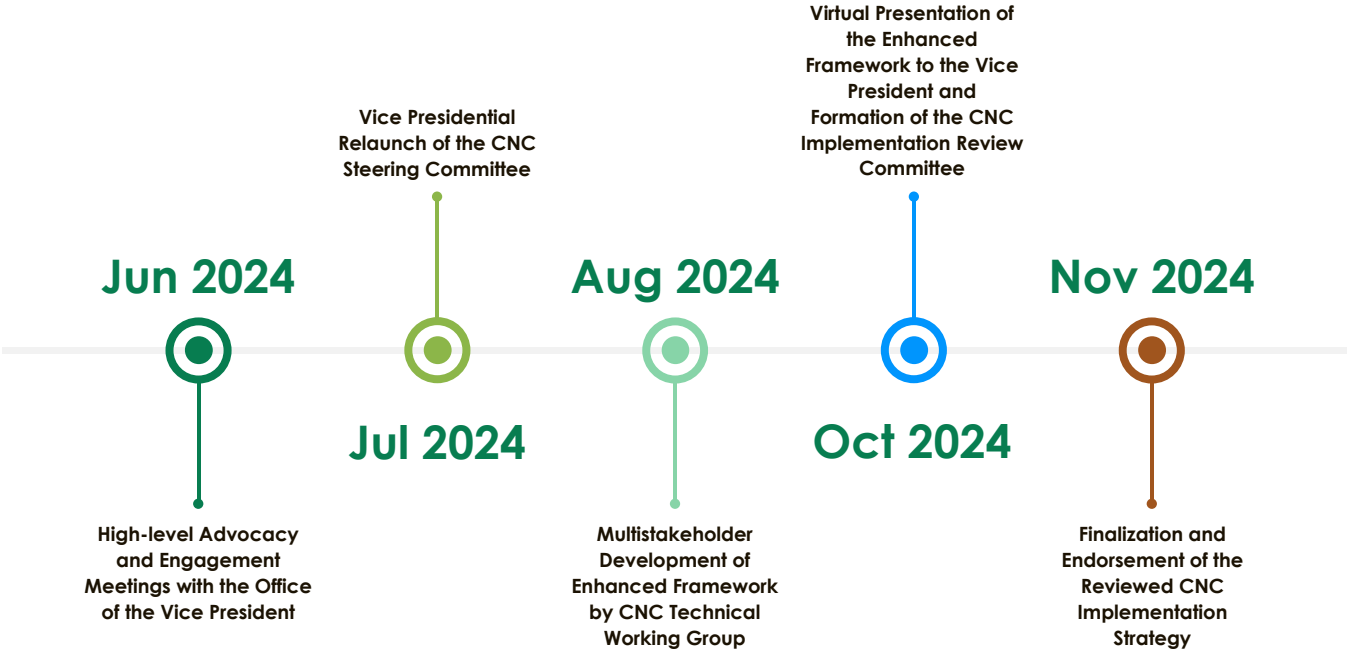 Jun 2024
High-level Advocacy
and Engagement
Meetings with the Office
of the Vice President
Vice Presidential
Relaunch of the CNC
Steering Committee
Jul 2024
Aug 2024
Multistakeholder
Development of
Enhanced Framework
by CNC Technical
Working Group
Virtual Presentation of
the Enhanced
Framework to the Vice
President and
Formation of the CNC
Implementation Review
Committee
Oct 2024
Nov 2024
Finalization and
Endorsement of the
Reviewed CNC
Implementation
Strategy